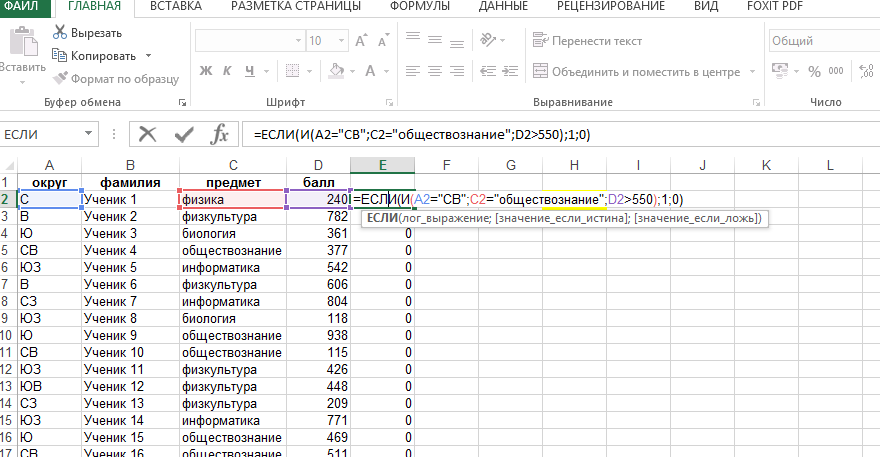 ФАЙЛ ГЛАВНАЯ ВСТАВКА РАЗМЕТКА СТРАНИЦЫ ФОРМУЛЫ ДАННЫЕ РЕЦЕНЗИРОВАНИЕ ВИД FOXIT PDF
Вставить
Вырезать
Копировать
Формат по образцу
Буфер обмена
10 A A
Ж К Ч A
Шрифт
Перенести текст
Объединить и поместить в центре
Выравнивание
Общий
% 000
Число
ЕСЛИ fx =ЕСЛИ(И(A2="СВ";C2="обществознание";D2>550);1;0)
A B C D E F G H I J K L
1 округ фамилия предмет балл
2 С Ученик 1 физика 240 =ЕСЛИ(И(A2="СВ";C2="обществознание";D2>550);1;0)
ЕСЛИ(лог_выражение; [значение_если_истина]; [значение_если_ложь])
3 В Ученик 2 физкультура 782
4 Ю Ученик 3 биология 361 0
5 СВ Ученик 4 обществознание 377 0
6 ЮЗ Ученик 5 информатика 542 0
7 В Ученик 6 физкультура 606 0
8 СЗ Ученик 7 информатика 804 0
9 ЮЗ Ученик 8 биология 118 0
10 Ю Ученик 9 обществознание 938 0
11 СВ Ученик 10 обществознание 115 0
12 ЮЗ Ученик 11 физкультура 426 0
13 ЮВ Ученик 12 физкультура 448 0
14 СЗ Ученик 13 физкультура 209 0
15 ЮЗ Ученик 14 информатика 771 0
16 Ю Ученик 15 обществознание 469 0
17 СВ Ученик 16 обществознание 511 0